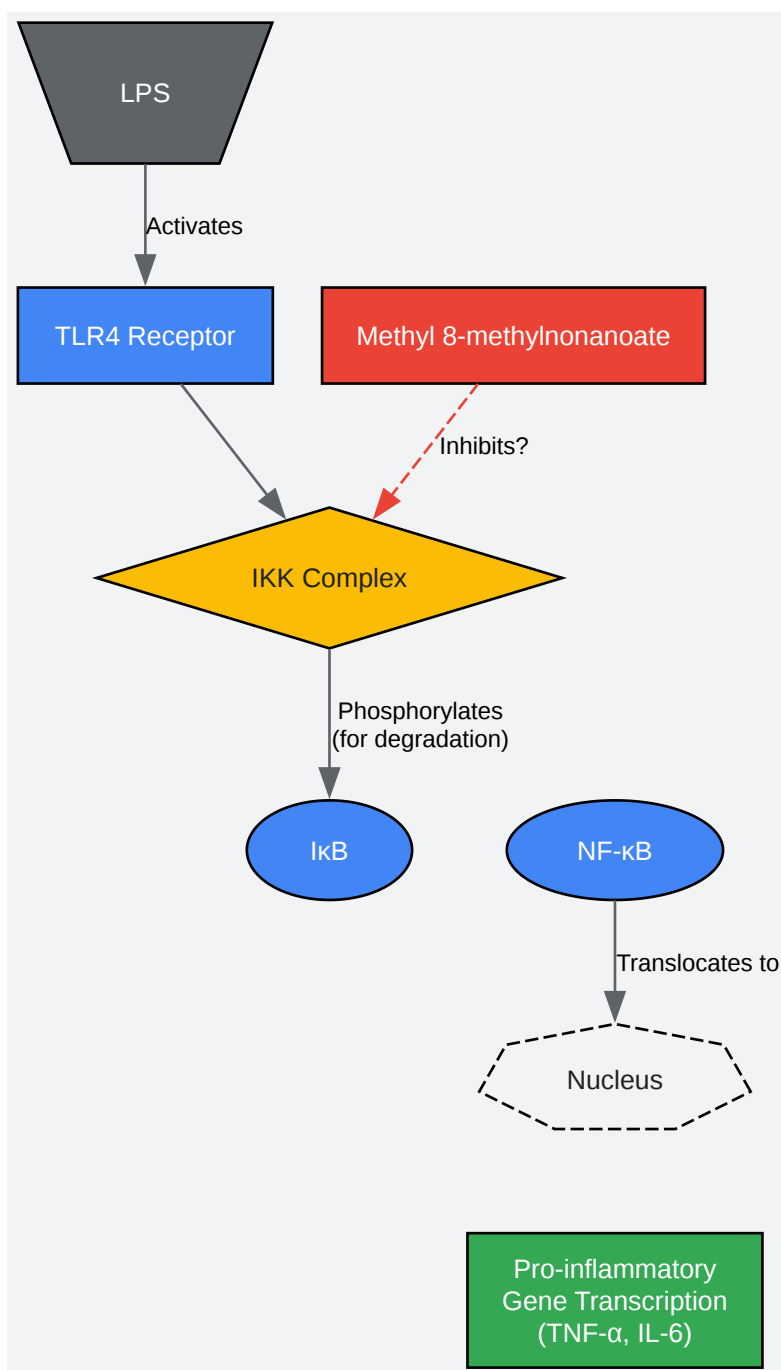 LPS
Activates
TLR4 Receptor
Methyl 8-methylnonanoate
Inhibits?
IKK Complex
Phosphorylates
(for degradation)
IκB
NF-κB
Translocates to
Nucleus
Pro-inflammatory
Gene Transcription
(TNF-α, IL-6)